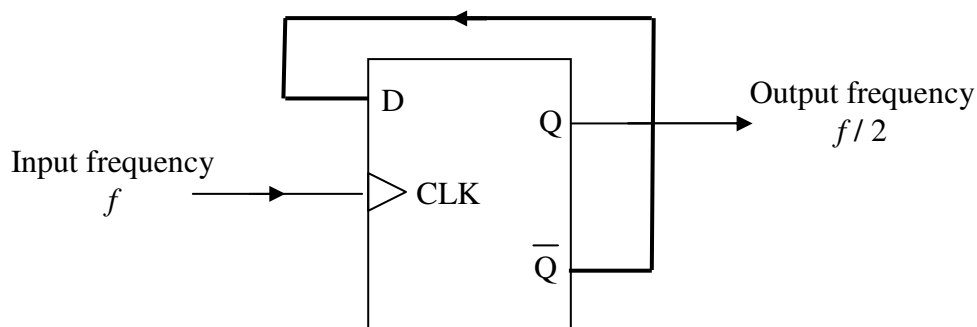 D
Q
Output frequency
f / 2
Input frequency
f
CLK
Q̅